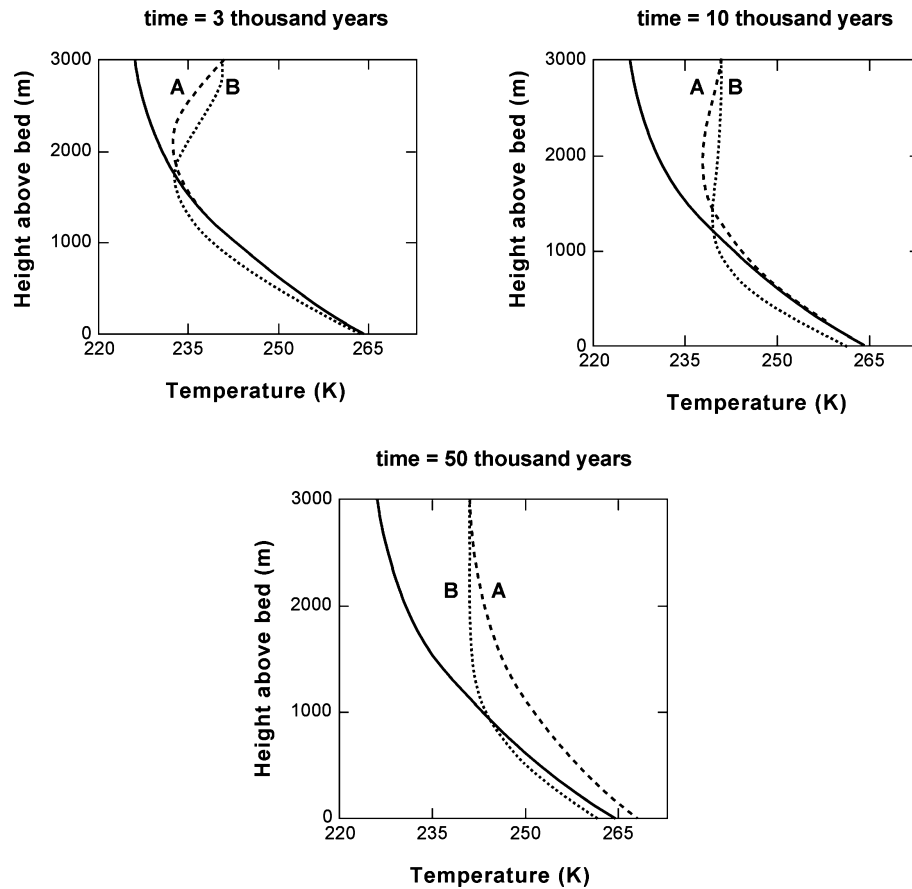 time = 3 thousand years
3000
2000
1000
0
220
235
250
265
Height above bed (m)
Temperature (K)
A
B
time = 10 thousand years
3000
2000
1000
0
220
235
250
265
Height above bed (m)
Temperature (K)
A
B
time = 50 thousand years
3000
2000
1000
0
220
235
250
265
Height above bed (m)
Temperature (K)
B
A